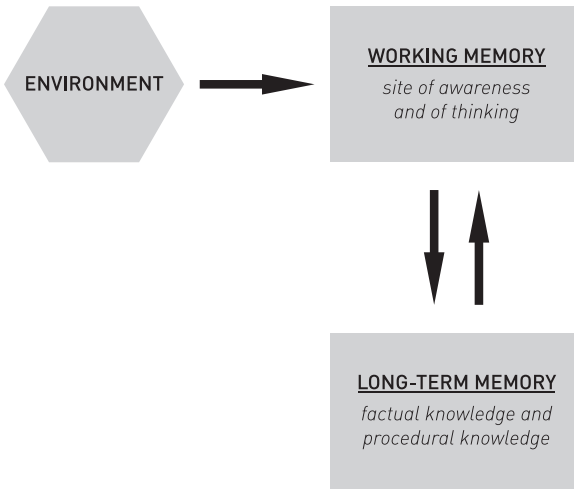 ENVIRONMENT
WORKING MEMORY
site of awareness
and of thinking
LONG-TERM MEMORY
factual knowledge and
procedural knowledge